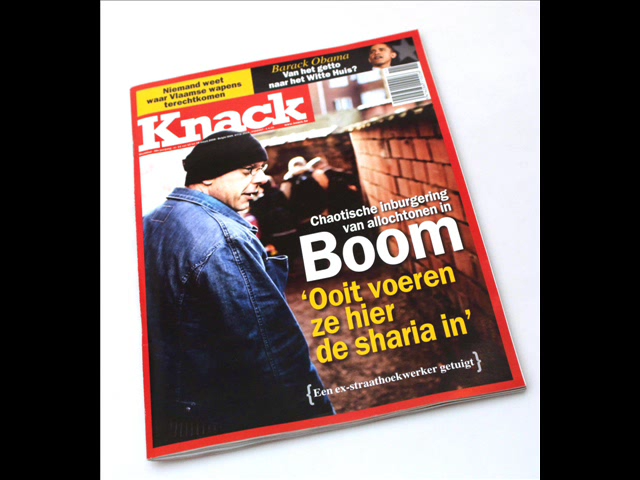 Niemand weet
waar Vlaamse wapens
terechtkomen
Barack Obama
Van het getto
naar het Witte Huis?
Knack
Chaotische inburgering
van allochtonen in
Boom
‘Ooit voeren
ze hier
de sharia in’
{Een ex-straathoekwerker getuigt}